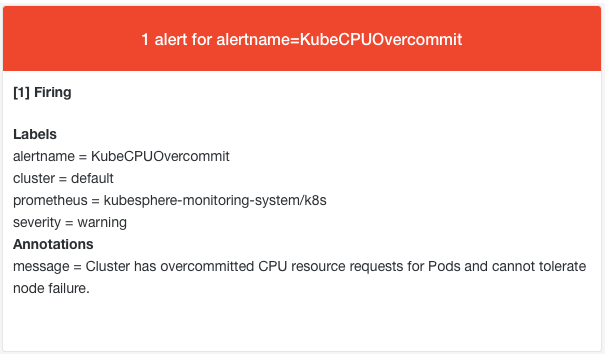 1 alert for alertname=KubeCPUOvercommit
[1] Firing
Labels
alertname = KubeCPUOvercommit
cluster = default
prometheus = kubesphere-monitoring-system/k8s
severity = warning
Annotations
message = Cluster has overcommitted CPU resource requests for Pods and cannot tolerate
node failure.